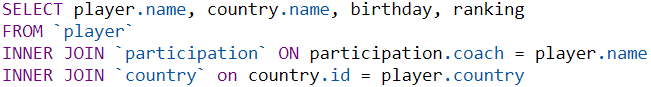 SELECT player.name, country.name, birthday, ranking
FROM `player`
INNER JOIN `participation` ON participation.coach = player.name
INNER JOIN `country` on country.id = player.country